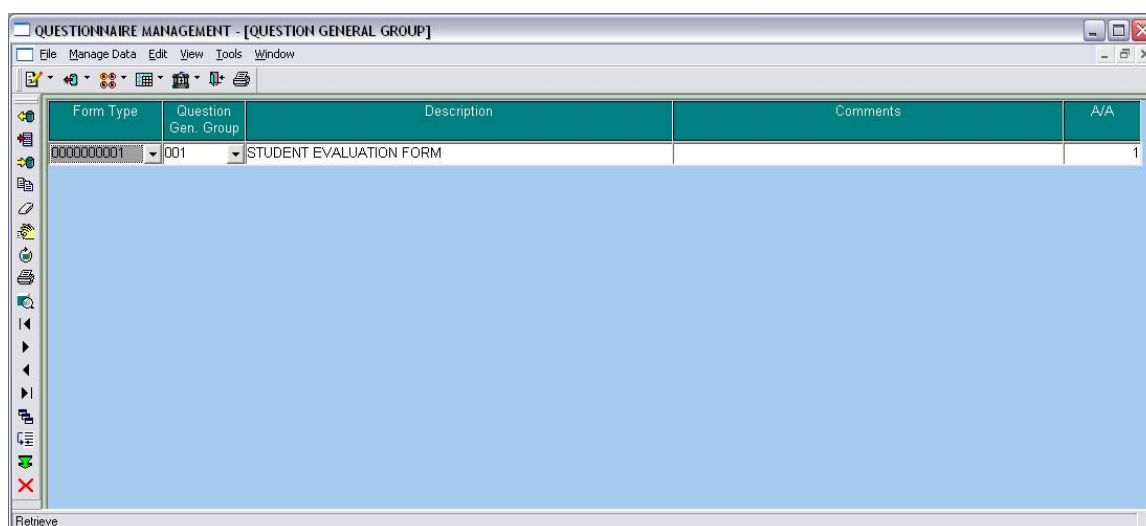 QUESTIONNAIRE MANAGEMENT - [QUESTION GENERAL GROUP]
File Manage Data Edit View Tools Window
Form Type Question Gen. Group Description Comments A/A
0000000001 001 STUDENT EVALUATION FORM 1
Retrieve